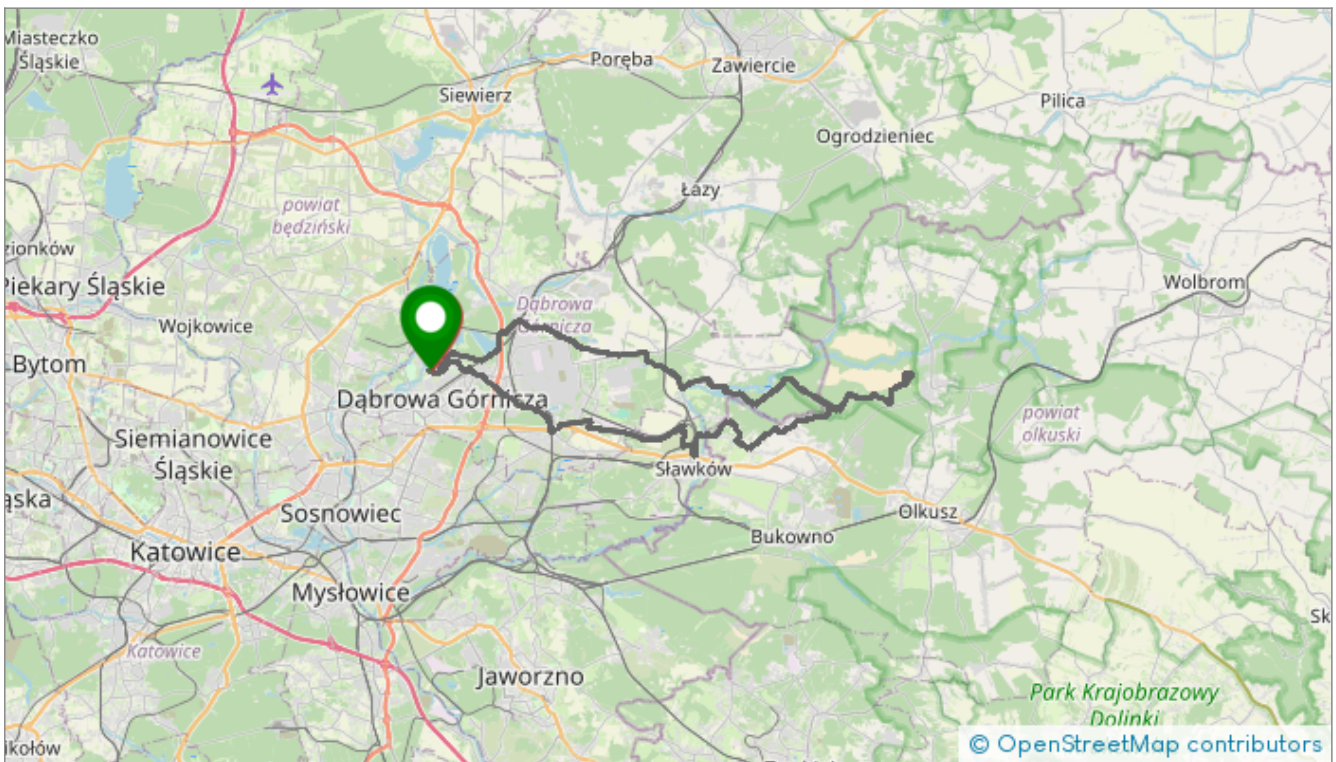 Miasteczko
Śląskie
Poręba
Zawiercie
Siewierz
Pilica
Ogrodzieniec
Łazy
powiat
będziński
zionków
Piekary Śląskie
Wolbrom
Dąbrowa
Górnicza
Wojkowice
Bytom
Dąbrowa Górnicza
powiat
olkuski
Siemianowice
Śląskie
Sławków
ąska
Sosnowiec
Olkusz
Bukowno
Katowice
Mysłowice
Sk
Katowice
Jaworzno
Park Krajobrazowy
Dolinki
ikołów
© OpenStreetMap contributors